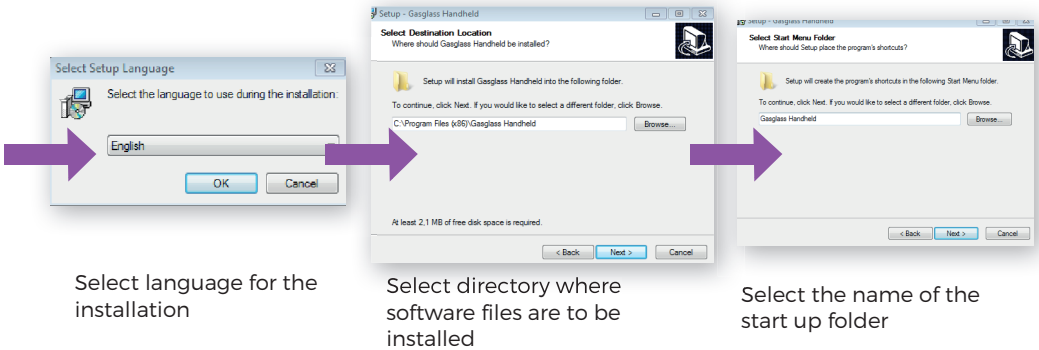 Select Setup Language
Select the language to use during the installation:
English
OK
Cancel
Select language for the
installation
Setup - Gasglass Handheld
Select Destination Location
Where should Gasglass Handheld be installed?
Setup will install Gasglass Handheld into the following folder.
To continue, click Next. If you would like to select a different folder, click Browse.
C:\Program Files (x86)\Gasglass Handheld
Browse...
At least 2,1 MB of free disk space is required.
< Back
Next >
Cancel
Select directory where
software files are to be
installed
Setup - Gasglass Handheld
Select Start Menu Folder
Where should Setup place the program's shortcuts?
Setup will create the program's shortcuts in the following Start Menu folder.
To continue, click Next. If you would like to select a different folder, click Browse.
Gasglass Handheld
Browse...
< Back
Next >
Cancel
Select the name of the
start up folder